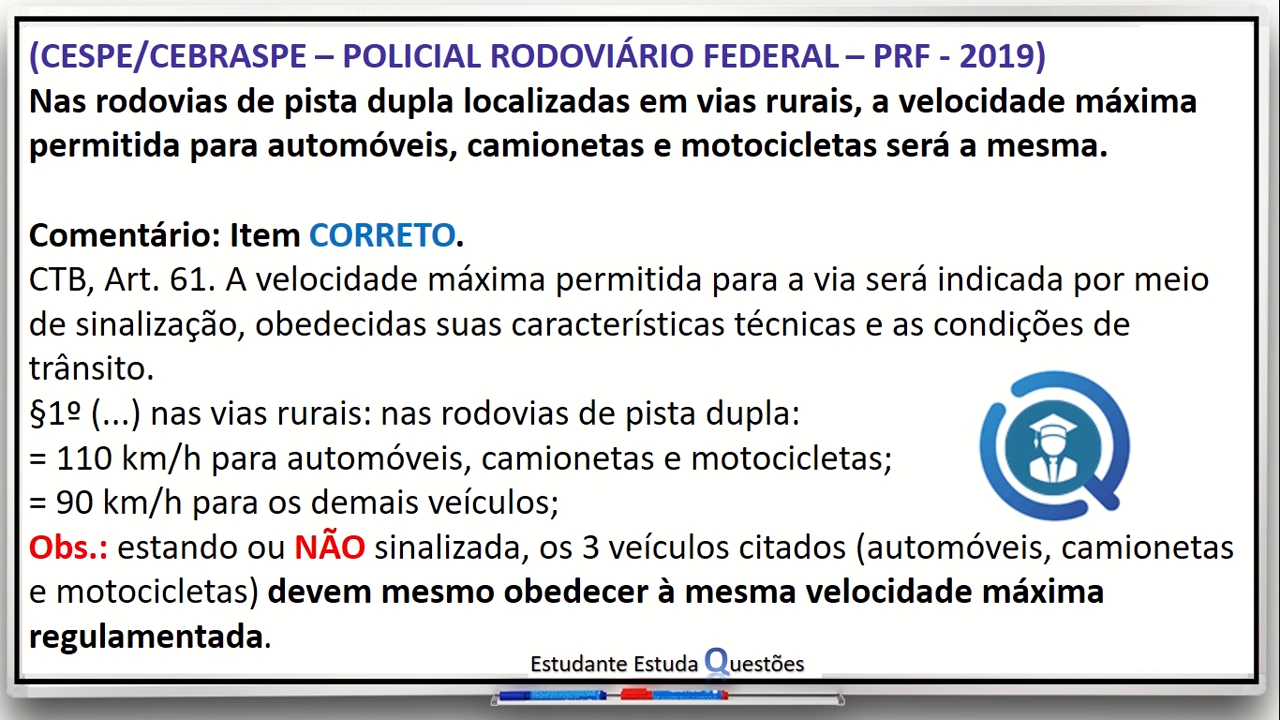 (CESPE/CEBRASPE – POLICIAL RODOVIÁRIO FEDERAL – PRF - 2019)
Nas rodovias de pista dupla localizadas em vias rurais, a velocidade máxima
permitida para automóveis, camionetas e motocicletas será a mesma.
Comentário: Item CORRETO.
CTB, Art. 61. A velocidade máxima permitida para a via será indicada por meio
de sinalização, obedecidas suas características técnicas e as condições de
trânsito.
§1º (...) nas vias rurais: nas rodovias de pista dupla:
= 110 km/h para automóveis, camionetas e motocicletas;
= 90 km/h para os demais veículos;
Obs.: estando ou NÃO sinalizada, os 3 veículos citados (automóveis, camionetas
e motocicletas) devem mesmo obedecer à mesma velocidade máxima
regulamentada.
Estudante Estuda Questões